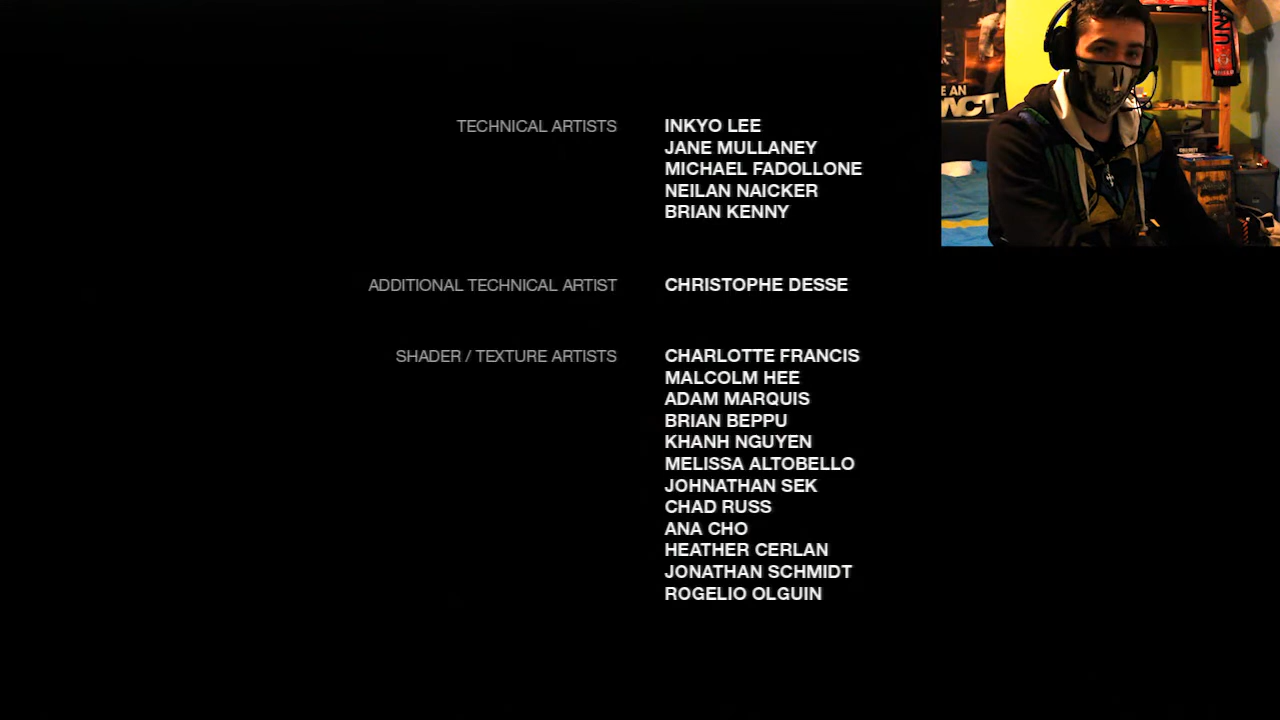 TECHNICAL ARTISTS INKYO LEE
JANE MULLANEY
MICHAEL FADOLLONE
NEILAN NAICKER
BRIAN KENNY
ADDITIONAL TECHNICAL ARTIST CHRISTOPHE DESSE
SHADER / TEXTURE ARTISTS CHARLOTTE FRANCIS
MALCOLM HEE
ADAM MARQUIS
BRIAN BEPPU
KHANH NGUYEN
MELISSA ALTOBELLO
JOHNATHAN SEK
CHAD RUSS
ANA CHO
HEATHER CERLAN
JONATHAN SCHMIDT
ROGELIO OLGUIN
AN